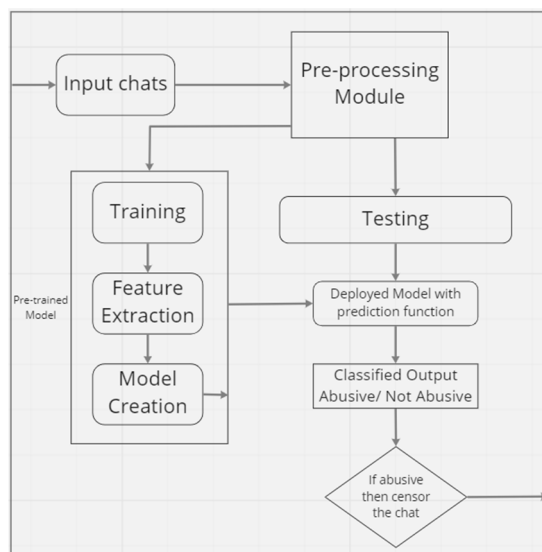 Input chats
Pre-processing
Module
Training
Testing
Pre-trained
Model
Feature
Extraction
Deployed Model with
prediction function
Model
Creation
Classified Output
Abusive/ Not Abusive
If abusive
then censor
the chat